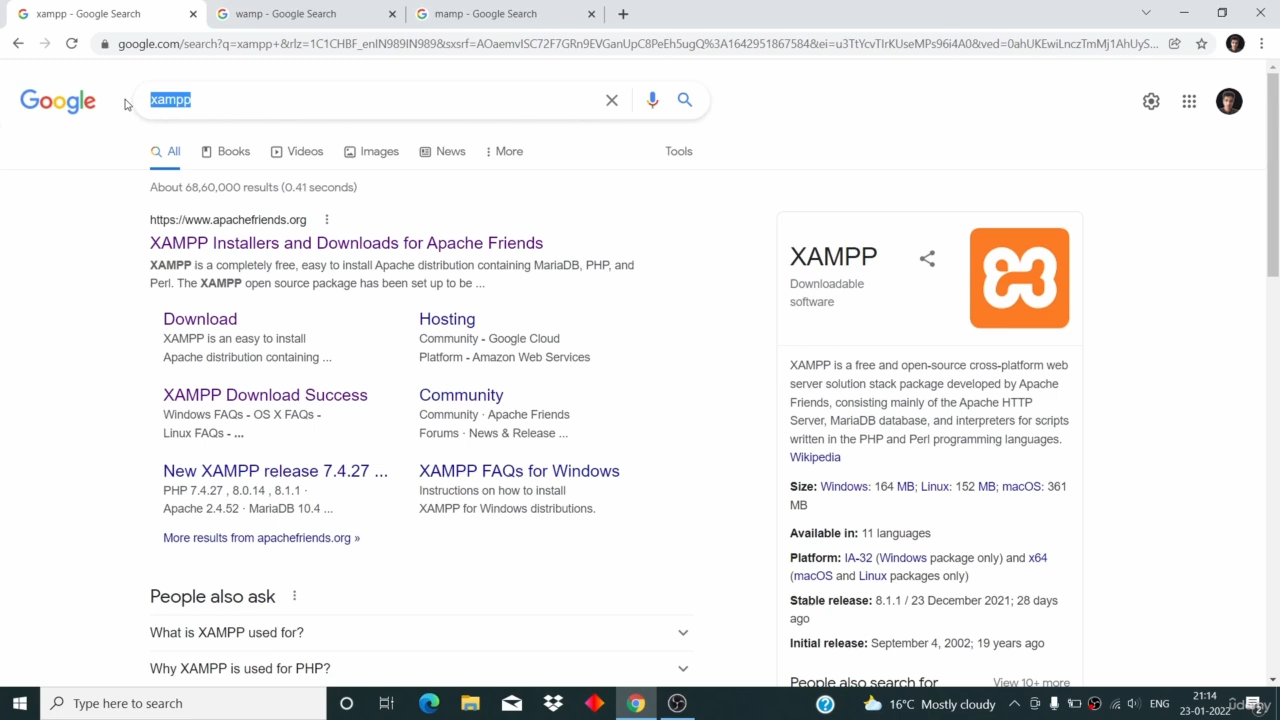 xampp - Google Search
wamp - Google Search
mamp - Google Search
google.com/search?q=xampp+&rlz=1C1CHBF_enIN989IN989&sxsrf=AOaemvISC72F7GRn9EVGanUpC8PeEh5ugQ%3A1642951867584&ei=u3TtYcvTIrKUseMPs96i4A0&ved=0ahUKEwiLnczTmMj1AhUyS...
Google
xampp
All
Books
Videos
Images
News
More
Tools
About 68,60,000 results (0.41 seconds)
https://www.apachefriends.org
XAMPP Installers and Downloads for Apache Friends
XAMPP is a completely free, easy to install Apache distribution containing MariaDB, PHP, and
Perl. The XAMPP open source package has been set up to be ...
Download
XAMPP is an easy to install
Apache distribution containing ...
Hosting
Community - Google Cloud
Platform - Amazon Web Services
XAMPP Download Success
Windows FAQs - OS X FAQs -
Linux FAQs - ...
Community
Community · Apache Friends
Forums · News & Release ...
New XAMPP release 7.4.27 ...
PHP 7.4.27 , 8.0.14 , 8.1.1 ·
Apache 2.4.52 · MariaDB 10.4 ...
XAMPP FAQs for Windows
Instructions on how to install
XAMPP for Windows distributions.
More results from apachefriends.org »
People also ask
What is XAMPP used for?
Why XAMPP is used for PHP?
XAMPP
Downloadable
software
XAMPP is a free and open-source cross-platform web
server solution stack package developed by Apache
Friends, consisting mainly of the Apache HTTP
Server, MariaDB database, and interpreters for scripts
written in the PHP and Perl programming languages.
Wikipedia
Size: Windows: 164 MB; Linux: 152 MB; macOS: 361
MB
Available in: 11 languages
Platform: IA-32 (Windows package only) and x64
(macOS and Linux packages only)
Stable release: 8.1.1 / 23 December 2021; 28 days
ago
Initial release: September 4, 2002; 19 years ago
People also search for
View 10+ more
Type here to search
16°C Mostly cloudy
ENG
21:14
23-01-2022
Udemy